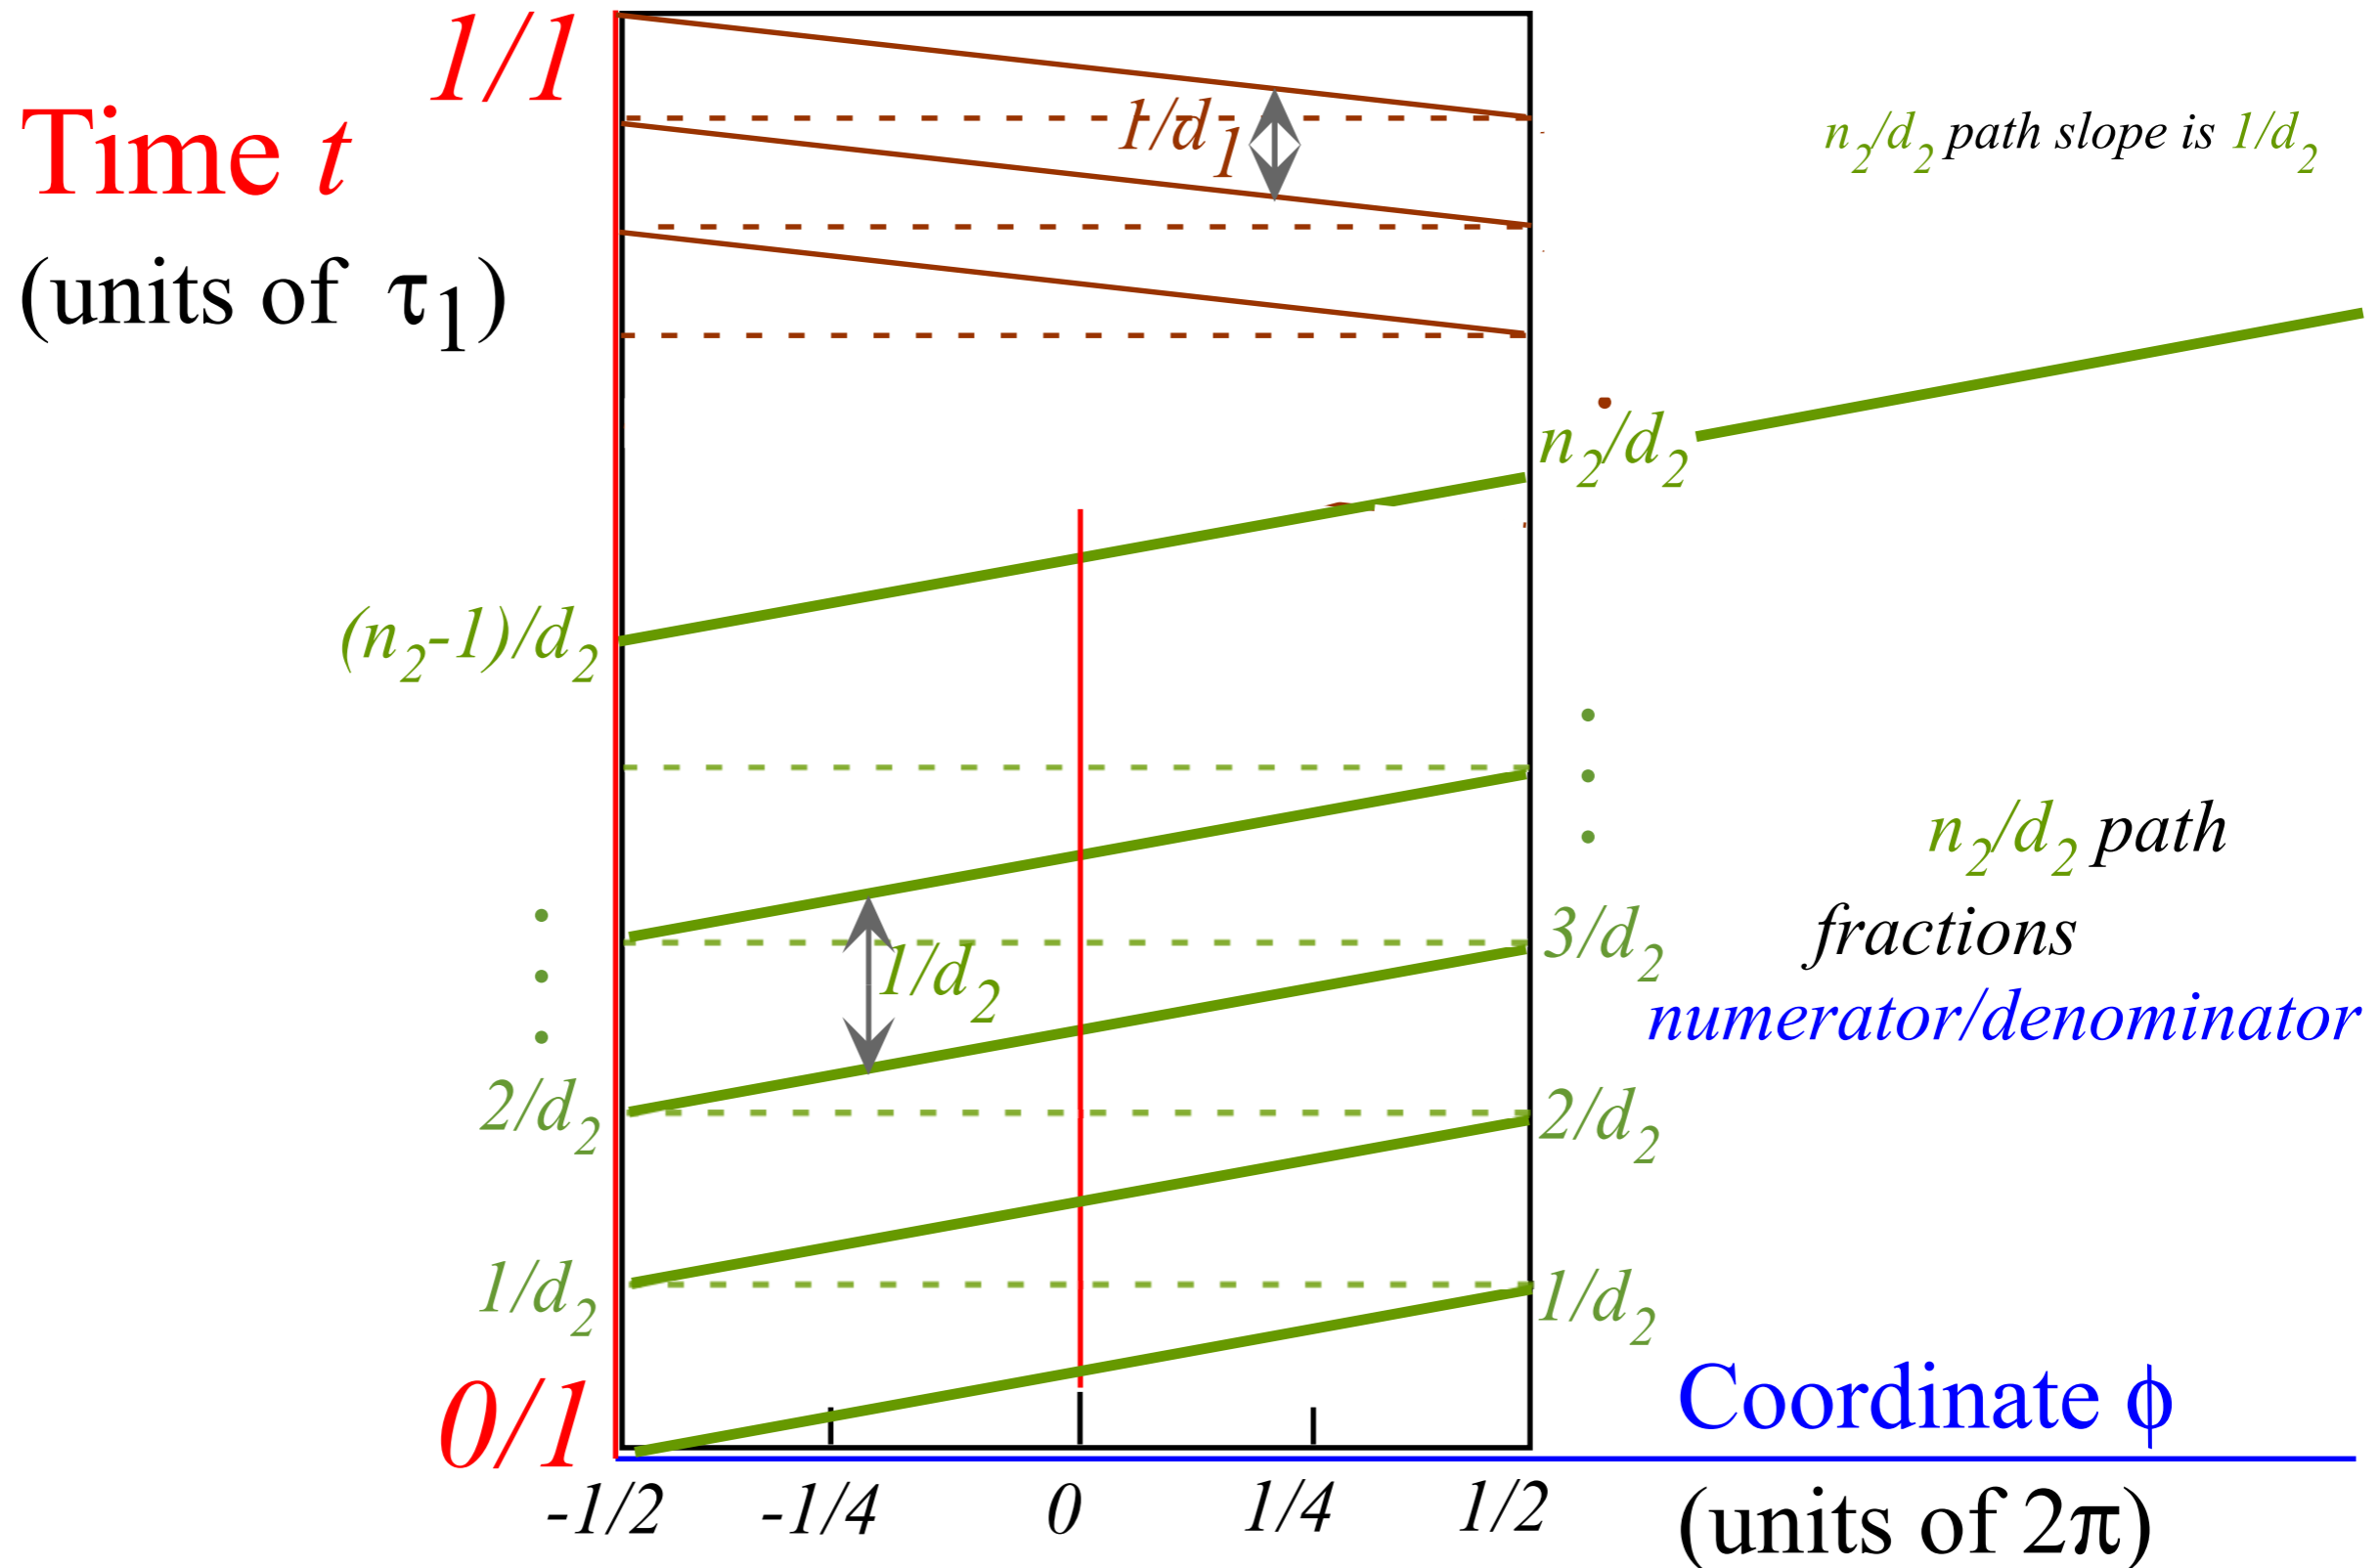 1/1
Time t
(units of τ1)
1/d1
n2/d2 path slope is 1/d2
n2/d2
(n2-1)/d2
n2/d2 path
fractions
numerator/denominator
1/d2
3/d2
2/d2
2/d2
1/d2
1/d2
0/1
Coordinate ϕ
(units of 2π)
-1/2 -1/4 0 1/4 1/2